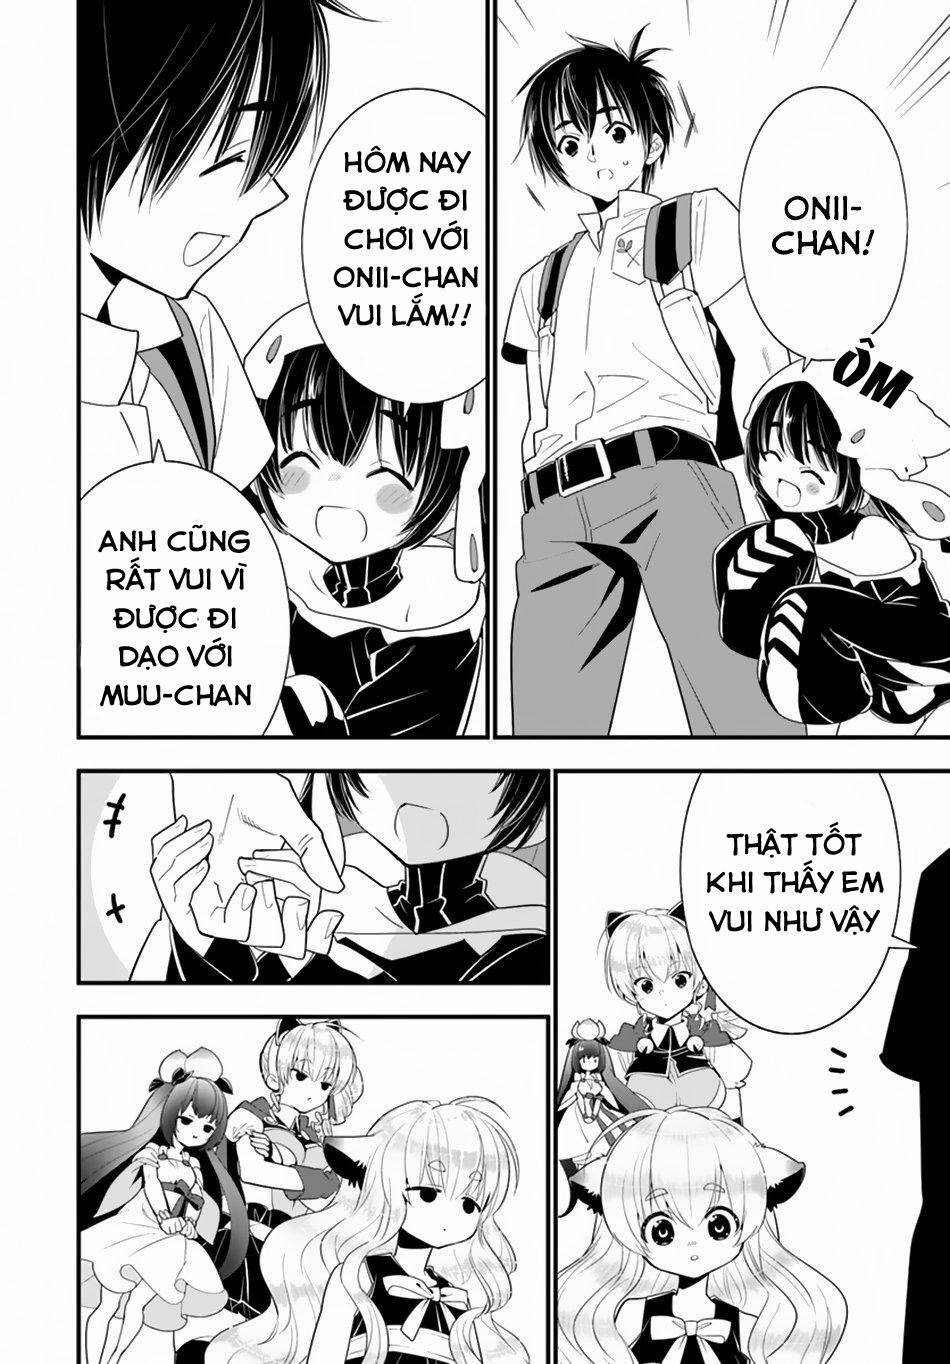 ONII-
CHAN!
ÔM
HÔM NAY
ĐƯỢC ĐI
CHƠI VỚI
ONII-CHAN
VUI LẮM!!
ANH CŨNG
RẤT VUI VÌ
ĐƯỢC ĐI
DẠO VỚI
MUU-CHAN
THẬT TỐT
KHI THẤY EM
VUI NHƯ VẬY